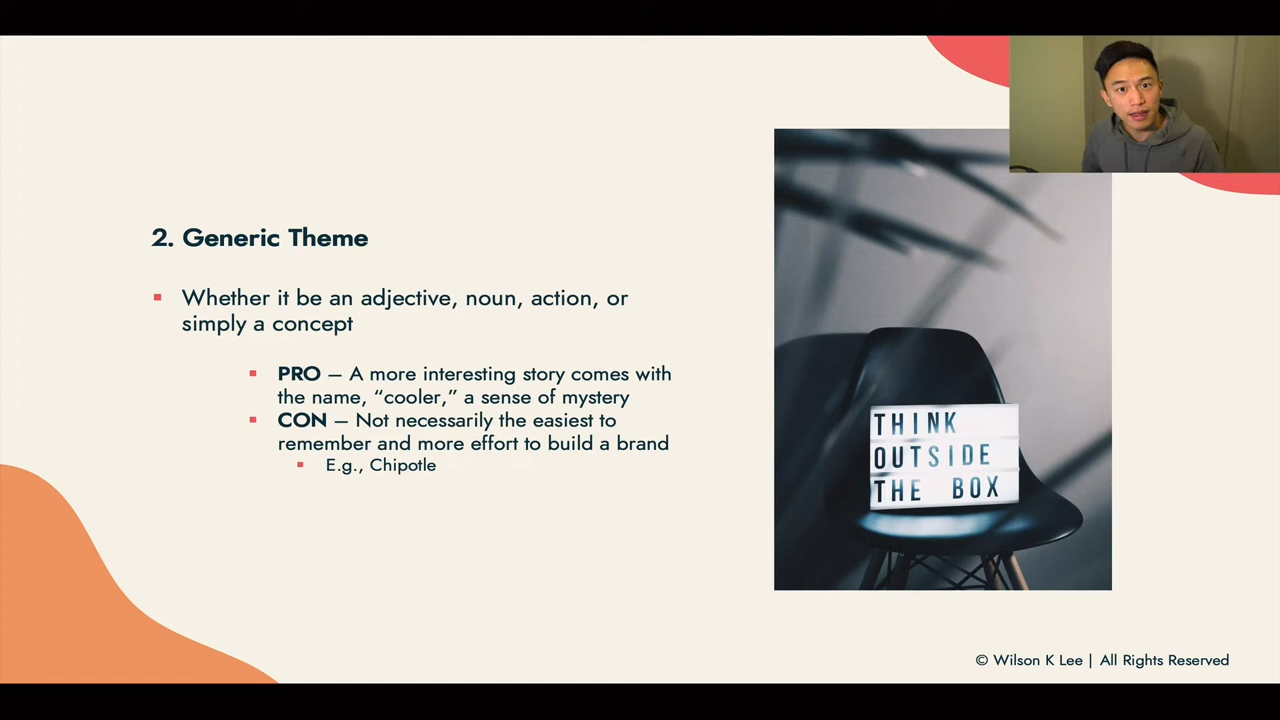 2. Generic Theme
▪ Whether it be an adjective, noun, action, or
simply a concept
▪ PRO – A more interesting story comes with
the name, “cooler,” a sense of mystery
▪ CON – Not necessarily the easiest to
remember and more effort to build a brand
▪ E.g., Chipotle
THINK
OUTSIDE
THE BOX
© Wilson K Lee | All Rights Reserved